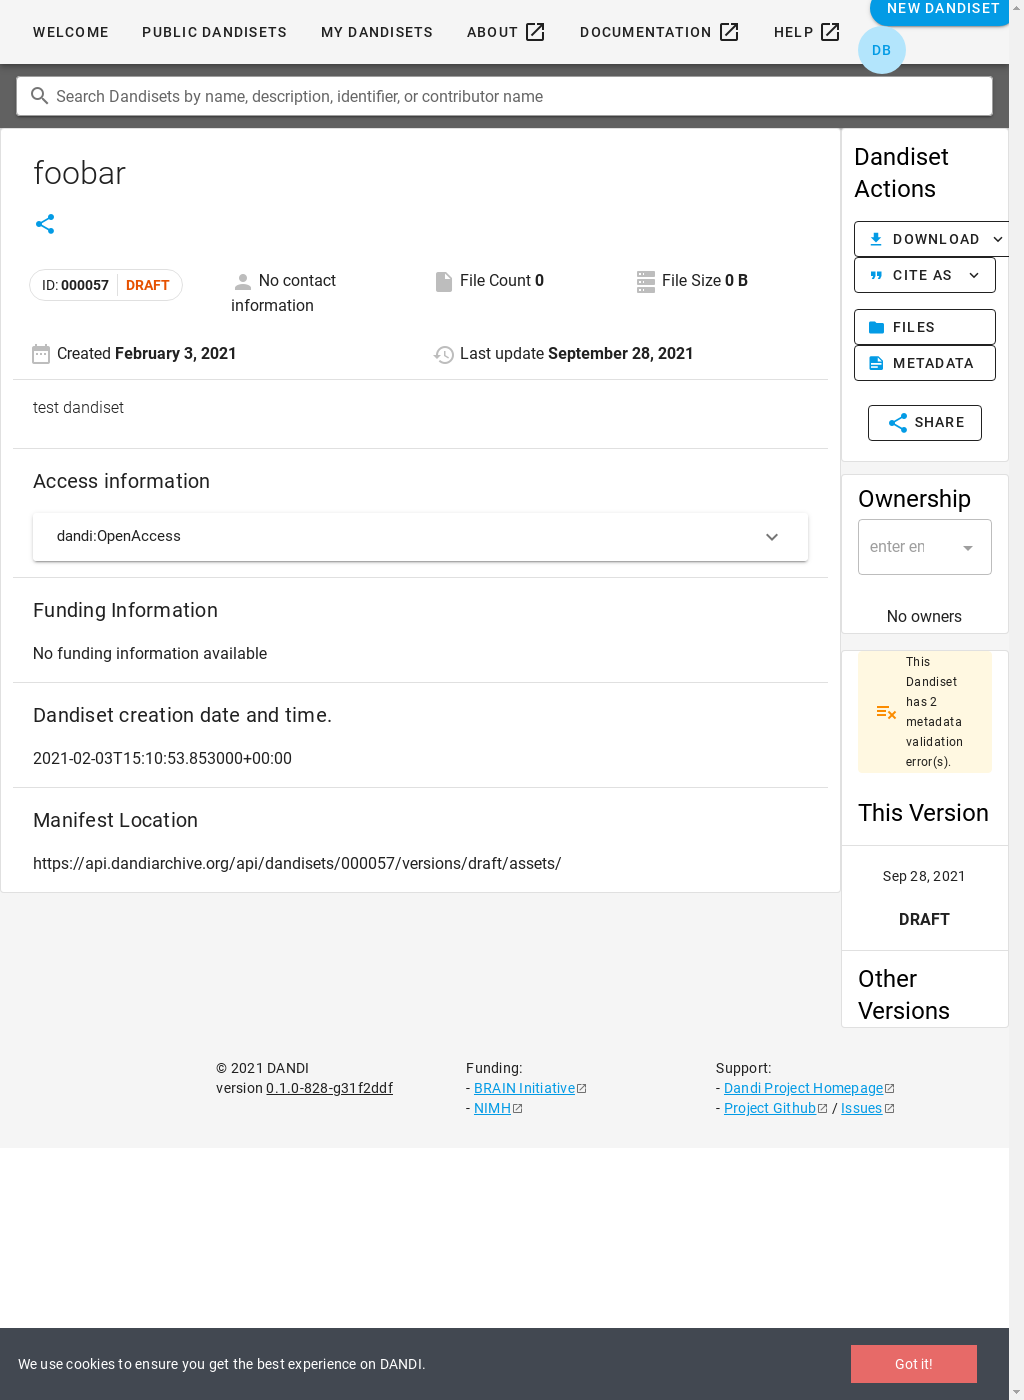 WELCOME PUBLIC DANDISETS MY DANDISETS ABOUT DOCUMENTATION HELP NEW DANDISET
DB
Search Dandisets by name, description, identifier, or contributor name
foobar
ID: 000057 DRAFT
No contact
information
File Count 0
File Size 0 B
Created February 3, 2021
Last update September 28, 2021
test dandiset
Access information
dandi:OpenAccess
Funding Information
No funding information available
Dandiset creation date and time.
2021-02-03T15:10:53.853000+00:00
Manifest Location
https://api.dandiarchive.org/api/dandisets/000057/versions/draft/assets/
Dandiset
Actions
DOWNLOAD
CITE AS
FILES
METADATA
SHARE
Ownership
enter en
No owners
This
Dandiset
has 2
metadata
validation
error(s).
This Version
Sep 28, 2021
DRAFT
Other
Versions
© 2021 DANDI
version 0.1.0-828-g31f2ddf
Funding:
- BRAIN Initiative
- NIMH
Support:
- Dandi Project Homepage
- Project Github / Issues
We use cookies to ensure you get the best experience on DANDI.
Got it!